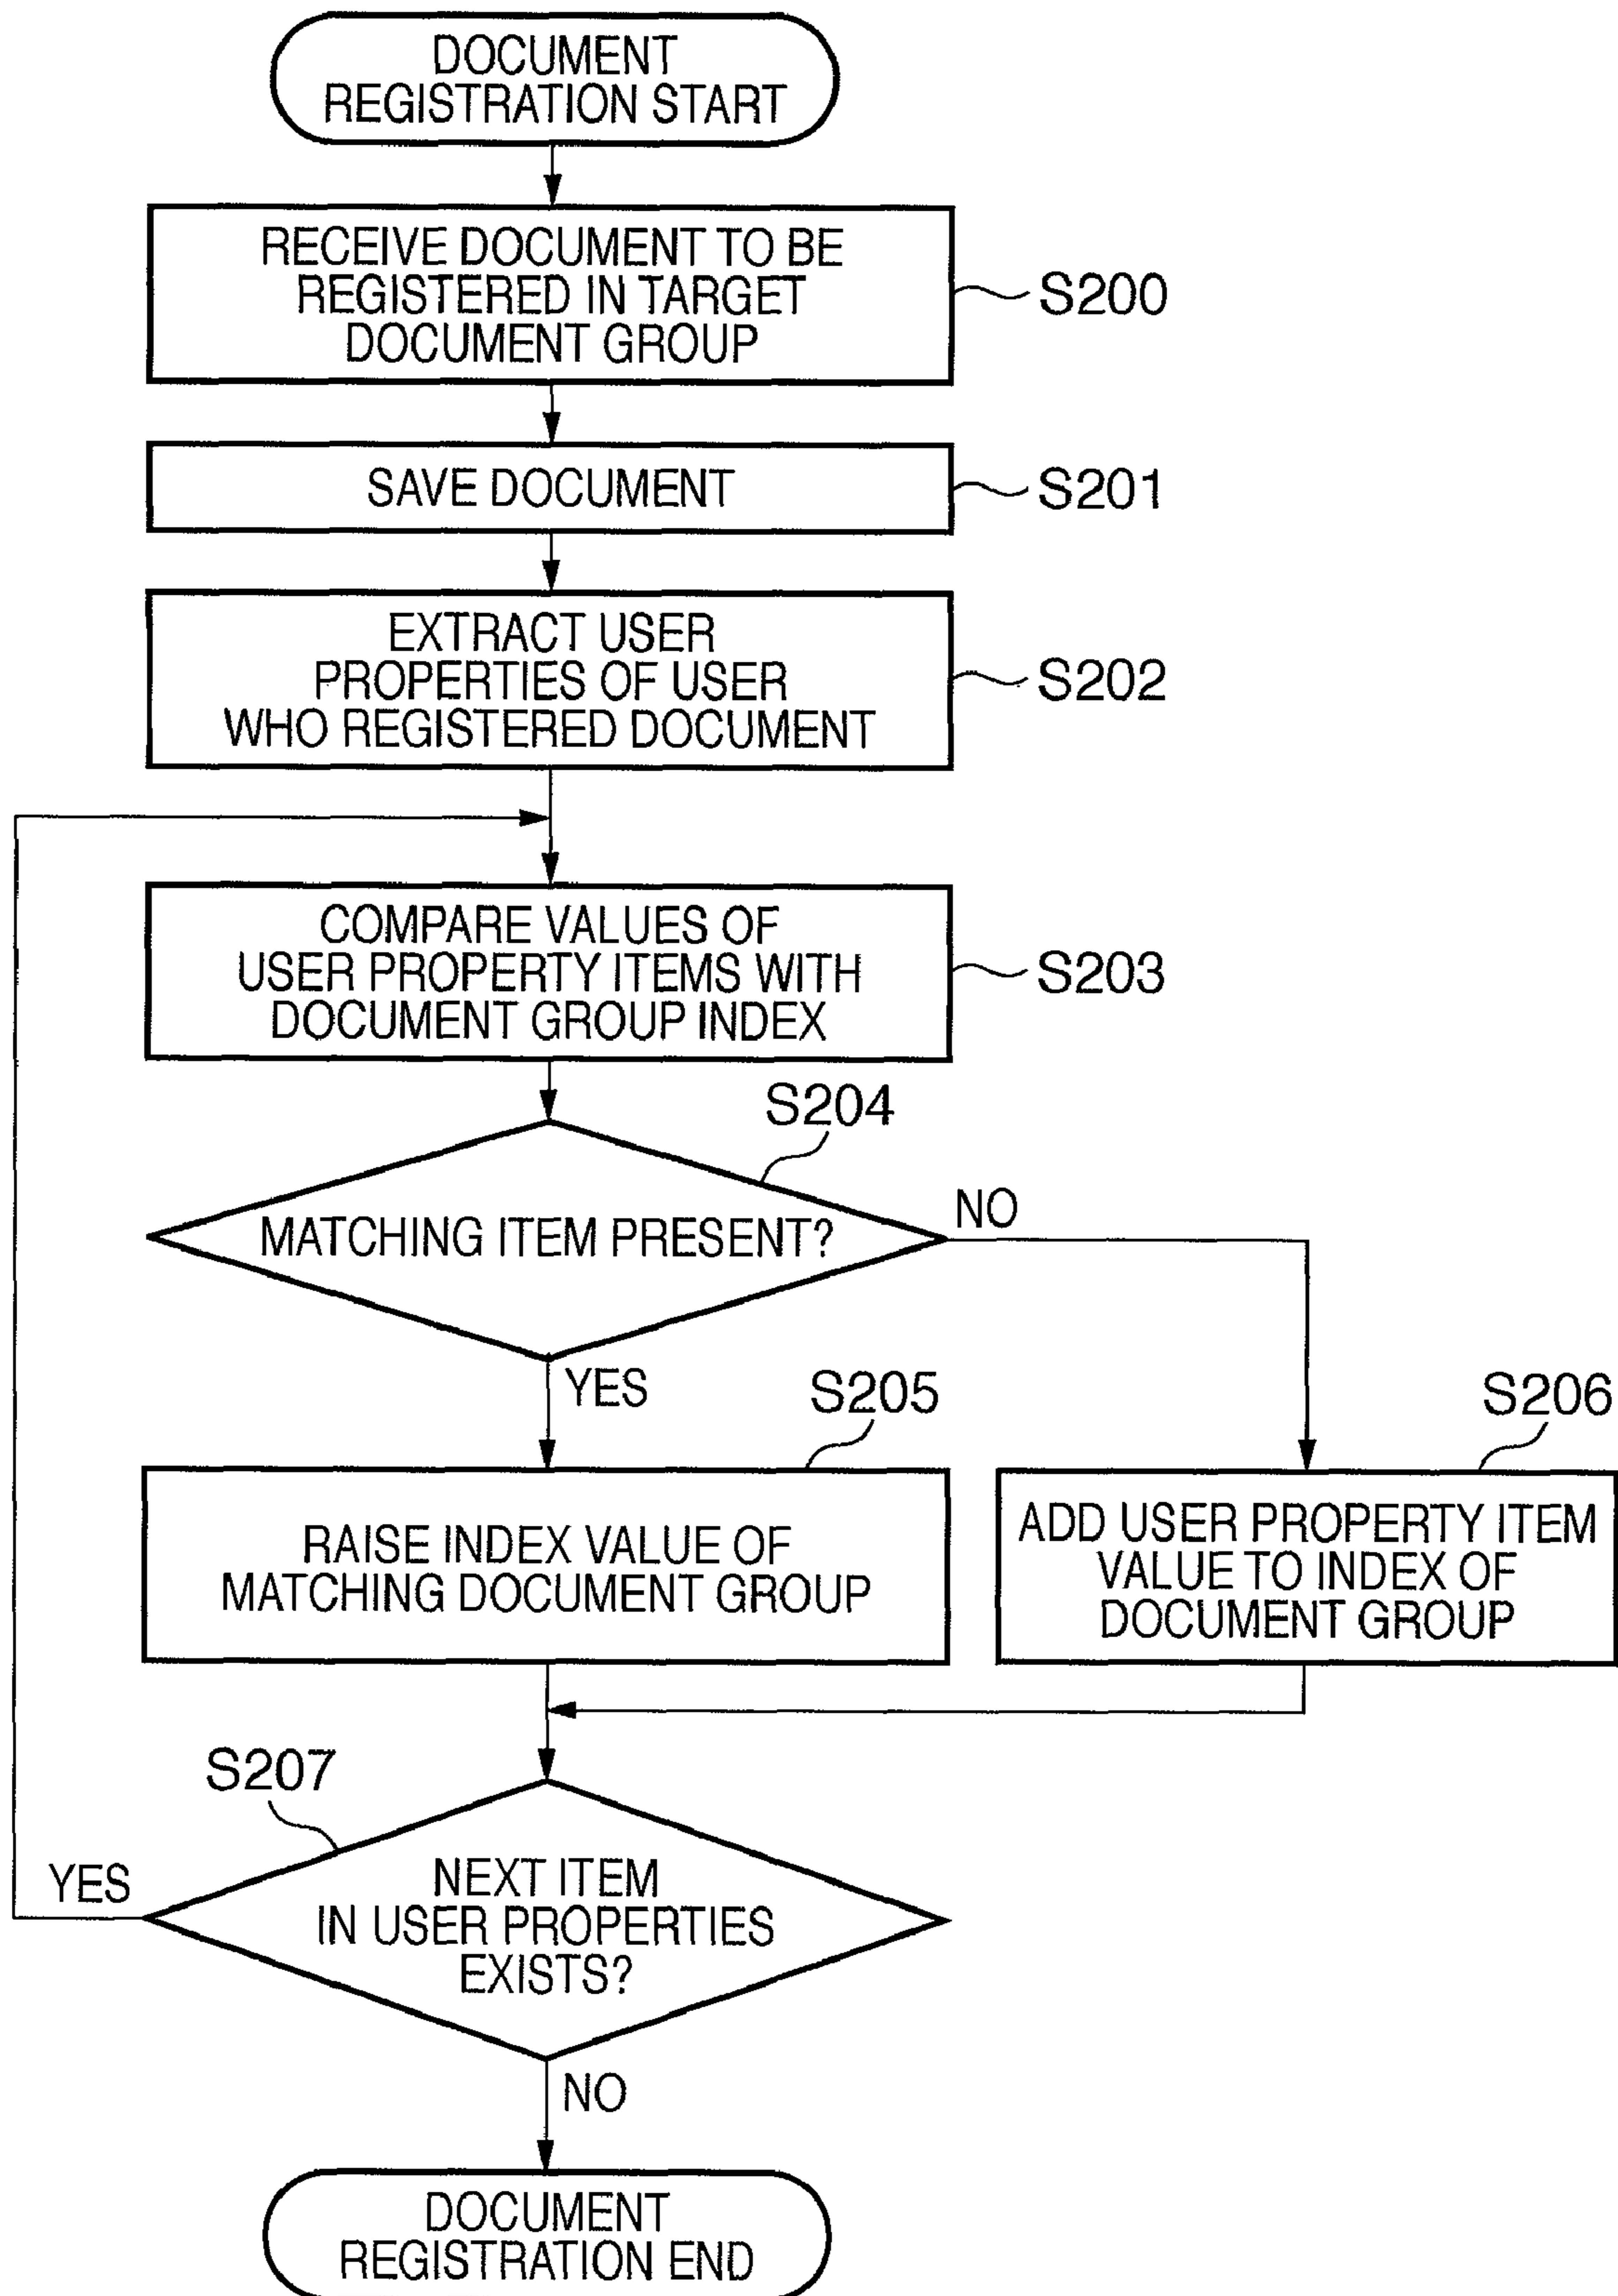 DOCUMENT
REGISTRATION START
RECEIVE DOCUMENT TO BE
REGISTERED IN TARGET
DOCUMENT GROUP
S200
SAVE DOCUMENT
S201
EXTRACT USER
PROPERTIES OF USER
WHO REGISTERED DOCUMENT
S202
COMPARE VALUES OF
USER PROPERTY ITEMS WITH
DOCUMENT GROUP INDEX
S203
S204
MATCHING ITEM PRESENT?
NO
YES
S205
RAISE INDEX VALUE OF
MATCHING DOCUMENT GROUP
S206
ADD USER PROPERTY ITEM
VALUE TO INDEX OF
DOCUMENT GROUP
S207
NEXT ITEM
IN USER PROPERTIES
EXISTS?
YES
NO
DOCUMENT
REGISTRATION END